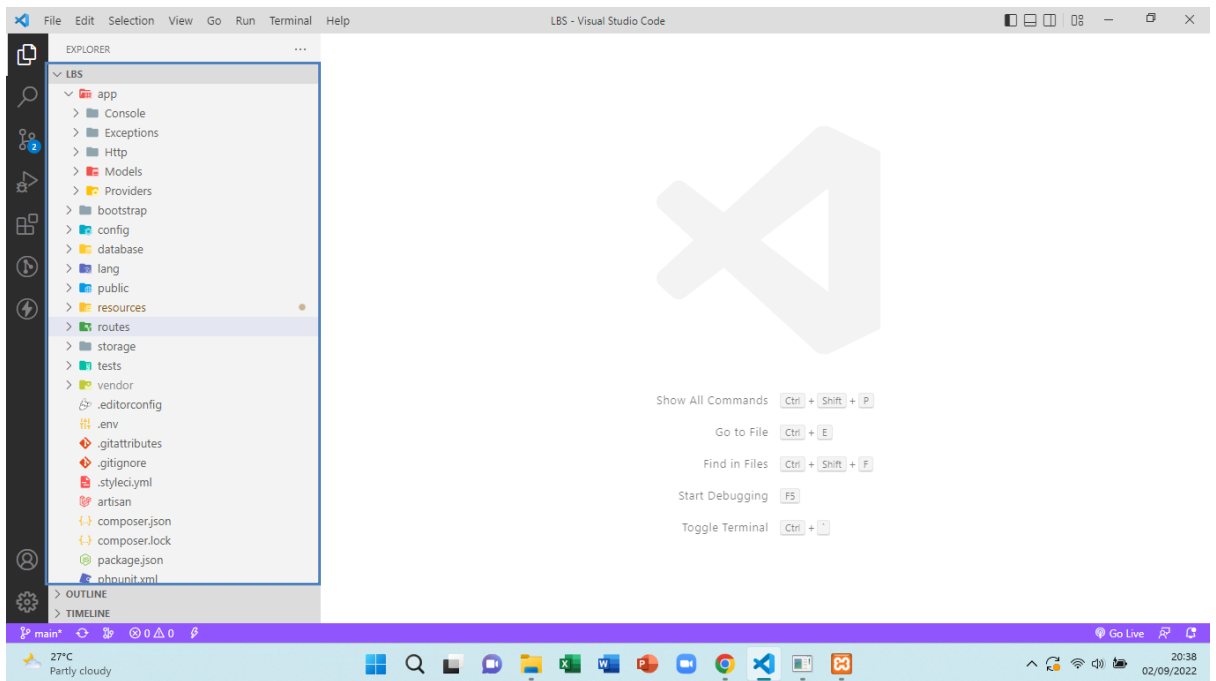 File Edit Selection View Go Run Terminal Help LBS - Visual Studio Code
EXPLORER ...
LBS
app
Console
Exceptions
Http
Models
Providers
bootstrap
config
database
lang
public
resources
routes
storage
tests
vendor
.editorconfig
.env
.gitattributes
.gitignore
.styleci.yml
artisan
composer.json
composer.lock
package.json
phpunit.xml
OUTLINE
TIMELINE
2
Show All Commands Ctrl + Shift + P
Go to File Ctrl + E
Find in Files Ctrl + Shift + F
Start Debugging F5
Toggle Terminal Ctrl + `
main* 0 0 Go Live
27°C
Partly cloudy
20:38
02/09/2022